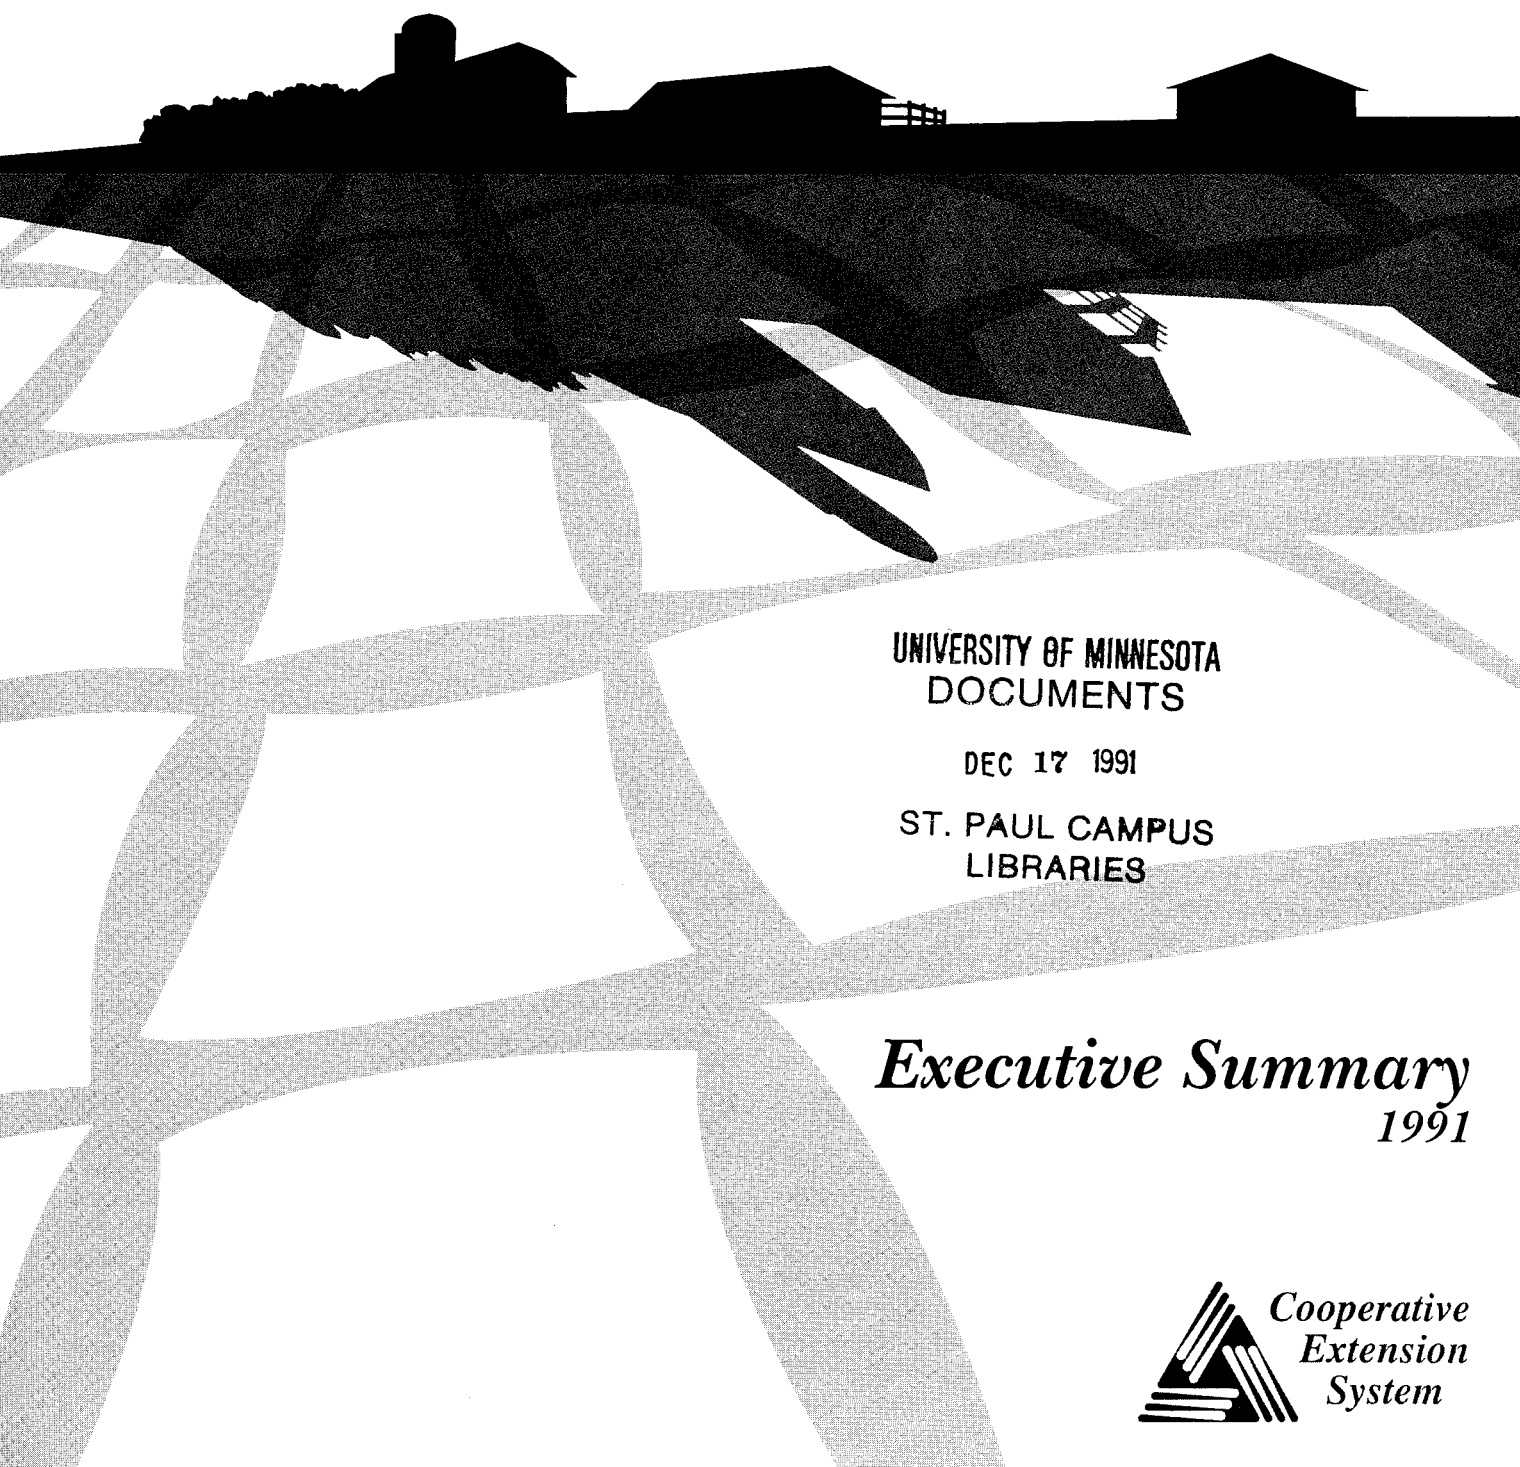 UNIVERSITY OF MINNESOTA
DOCUMENTS
DEC 17 1991
ST. PAUL CAMPUS
LIBRARIES
Executive Summary
1991
Cooperative
Extension
System